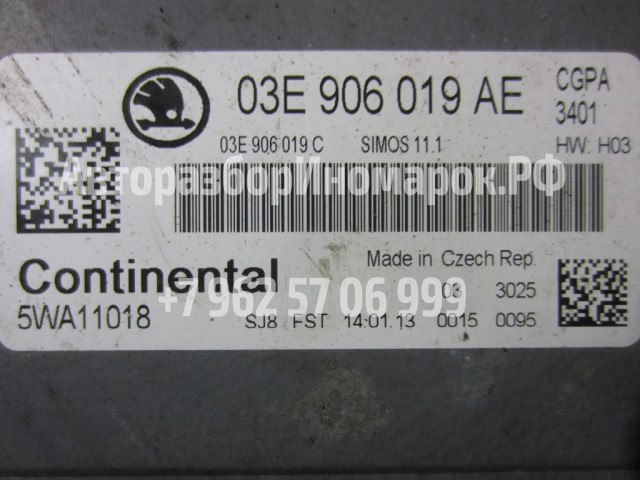 03E 906 019 AE
CGPA
3401
03E 906 019 C SIMOS 11.1 HW: H03
АвторазборИномарок.РФ
Continental
Made in Czech Rep.
+7 962 57 06 999
03 3025
5WA11018
SJ8 FST 14.01.13 0015 0095